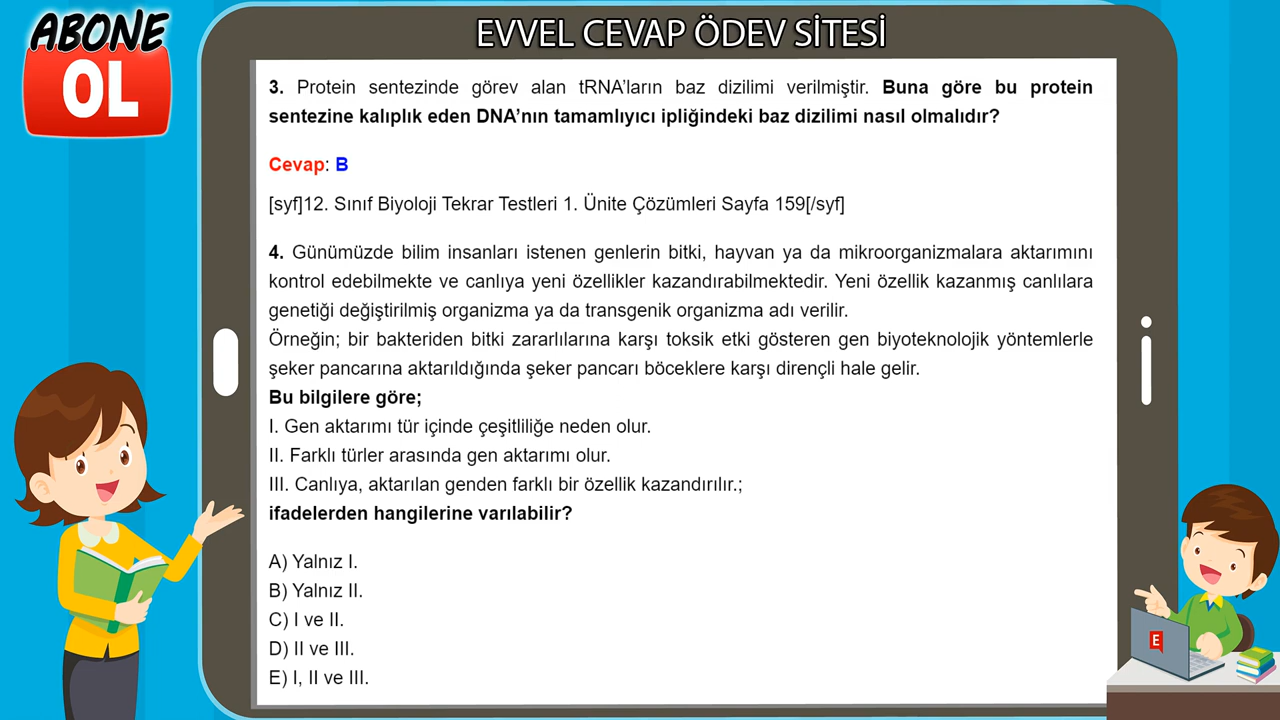 ABONE
OL
EVVEL CEVAP ÖDEV SİTESİ
3. Protein sentezinde görev alan tRNA’ların baz dizilimi verilmiştir. Buna göre bu protein
sentezine kalıplık eden DNA’nın tamamlıyıcı ipliğindeki baz dizilimi nasıl olmalıdır?
Cevap: B
[syf]12. Sınıf Biyoloji Tekrar Testleri 1. Ünite Çözümleri Sayfa 159[/syf]
4. Günümüzde bilim insanları istenen genlerin bitki, hayvan ya da mikroorganizmalara aktarımını
kontrol edebilmekte ve canlıya yeni özellikler kazandırabilmektedir. Yeni özellik kazanmış canlılara
genetiği değiştirilmiş organizma ya da transgenik organizma adı verilir.
Örneğin; bir bakteriden bitki zararlılarına karşı toksik etki gösteren gen biyoteknolojik yöntemlerle
şeker pancarına aktarıldığında şeker pancarı böceklere karşı dirençli hale gelir.
Bu bilgilere göre;
I. Gen aktarımı tür içinde çeşitliliğe neden olur.
II. Farklı türler arasında gen aktarımı olur.
III. Canlıya, aktarılan genden farklı bir özellik kazandırılır.;
ifadelerden hangilerine varılabilir?
A) Yalnız I.
B) Yalnız II.
C) I ve II.
D) II ve III.
E) I, II ve III.
E